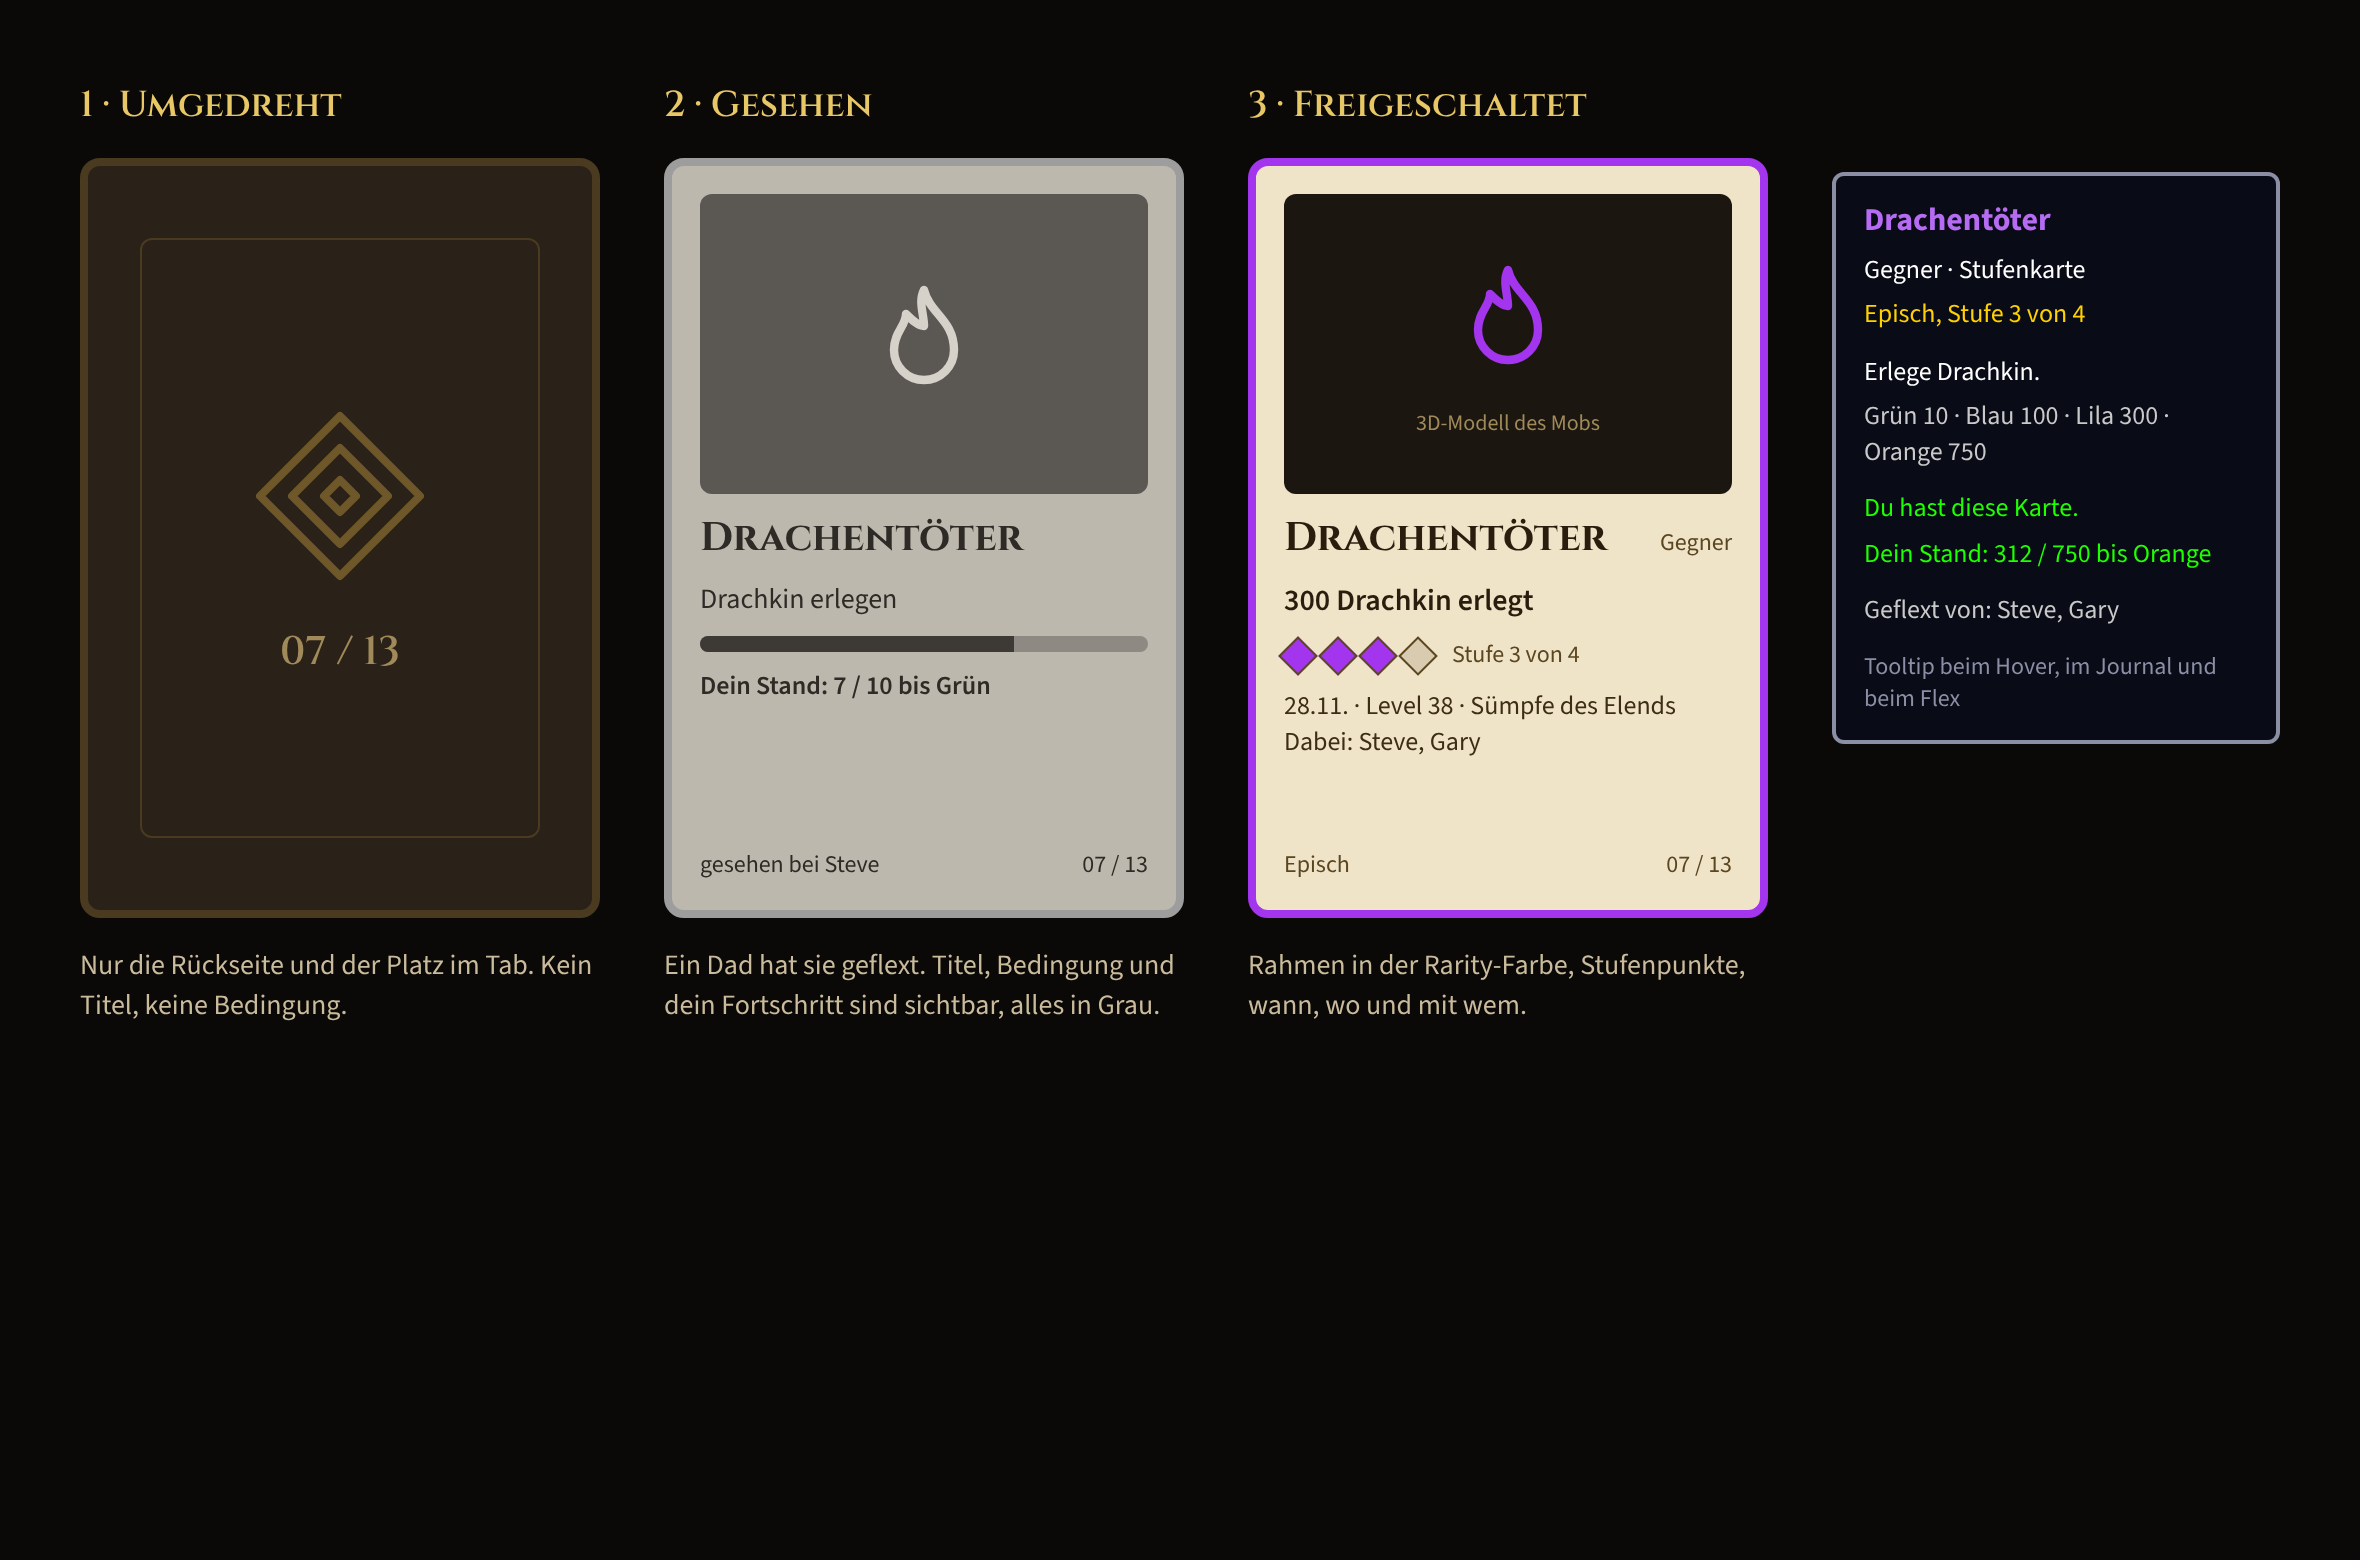 1 · Umgedreht
07 / 13
Nur die Rückseite und der Platz im Tab. Kein
Titel, keine Bedingung.
2 · Gesehen
Drachentöter
Drachkin erlegen
Dein Stand: 7 / 10 bis Grün
gesehen bei Steve
07 / 13
Ein Dad hat sie geflext. Titel, Bedingung und
dein Fortschritt sind sichtbar, alles in Grau.
3 · Freigeschaltet
3D-Modell des Mobs
Drachentöter
Gegner
300 Drachkin erlegt
Stufe 3 von 4
28.11. · Level 38 · Sümpfe des Elends
Dabei: Steve, Gary
Episch
07 / 13
Rahmen in der Rarity-Farbe, Stufenpunkte,
wann, wo und mit wem.
Drachentöter
Gegner · Stufenkarte
Episch, Stufe 3 von 4
Erlege Drachkin.
Grün 10 · Blau 100 · Lila 300 ·
Orange 750
Du hast diese Karte.
Dein Stand: 312 / 750 bis Orange
Geflext von: Steve, Gary
Tooltip beim Hover, im Journal und
beim Flex